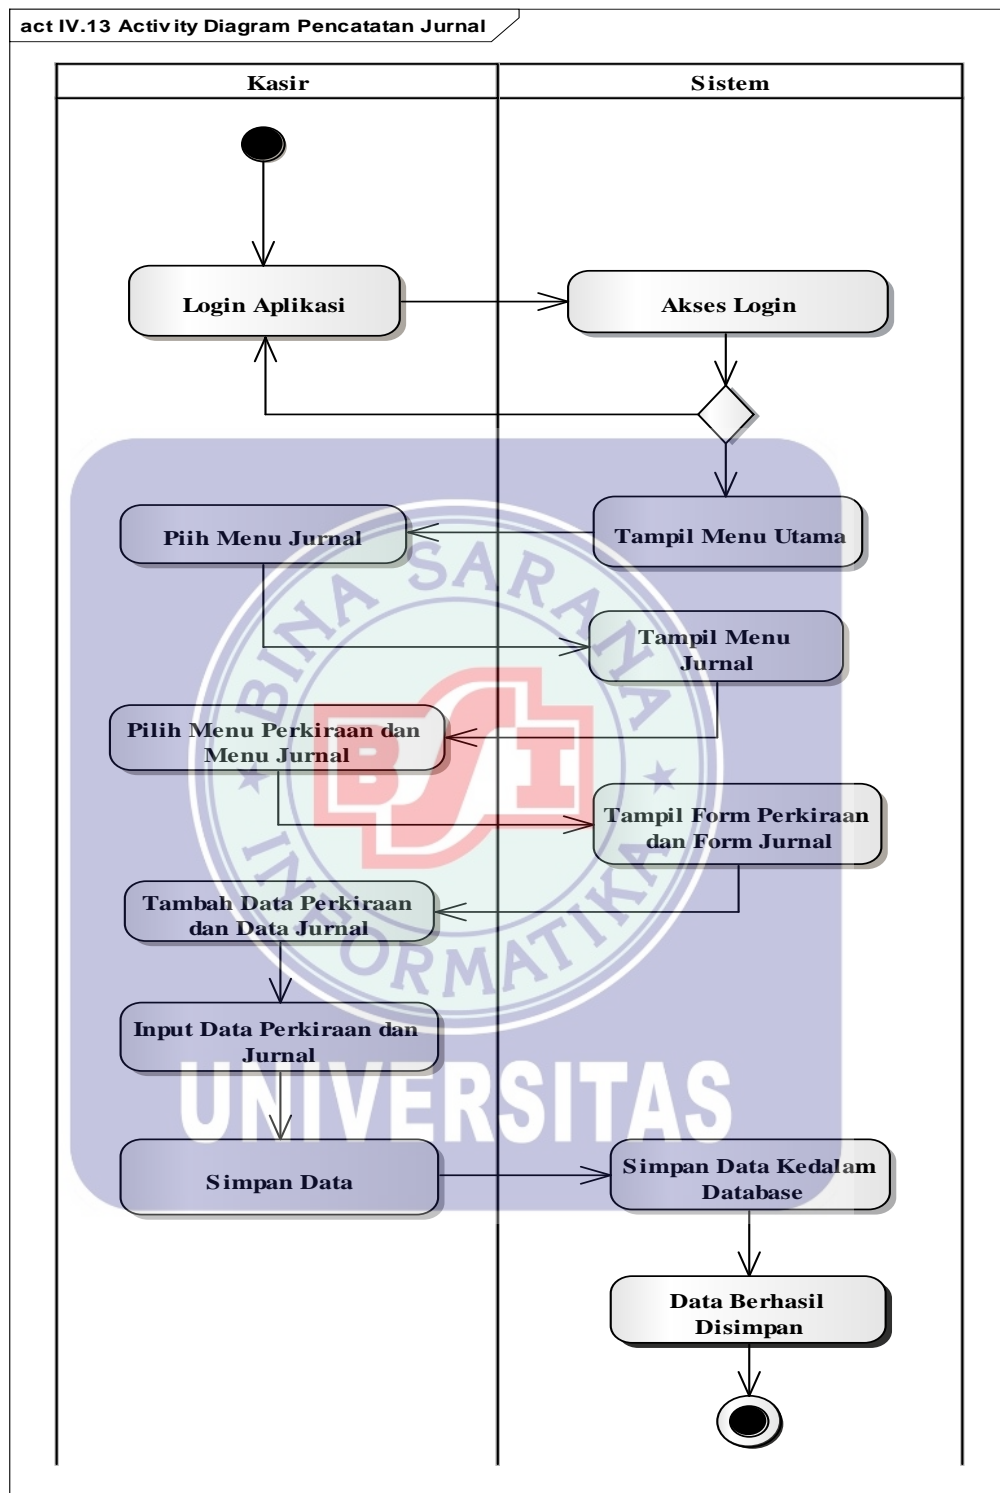 act IV.13 Activity Diagram Pencatatan Jurnal
Kasir
Sistem
Login Aplikasi
Akses Login
Tampil Menu Utama
Piih Menu Jurnal
Tampil Menu
Jurnal
Pilih Menu Perkiraan dan
Menu Jurnal
Tampil Form Perkiraan
dan Form Jurnal
Tambah Data Perkiraan
dan Data Jurnal
Input Data Perkiraan dan
Jurnal
Simpan Data
Simpan Data Kedalam
Database
Data Berhasil
Disimpan
BINA SARANA
INFORMATIKA
BSI
UNIVERSITAS